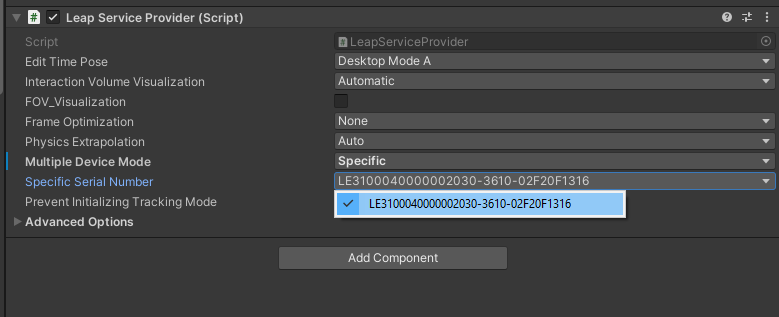 Leap Service Provider (Script)
Script LeapServiceProvider
Edit Time Pose Desktop Mode A
Interaction Volume Visualization Automatic
FOV_Visualization
Frame Optimization None
Physics Extrapolation Auto
Multiple Device Mode Specific
Specific Serial Number LE3100040000002030-3610-02F20F1316
LE3100040000002030-3610-02F20F1316
Prevent Initializing Tracking Mode
Advanced Options
Add Component